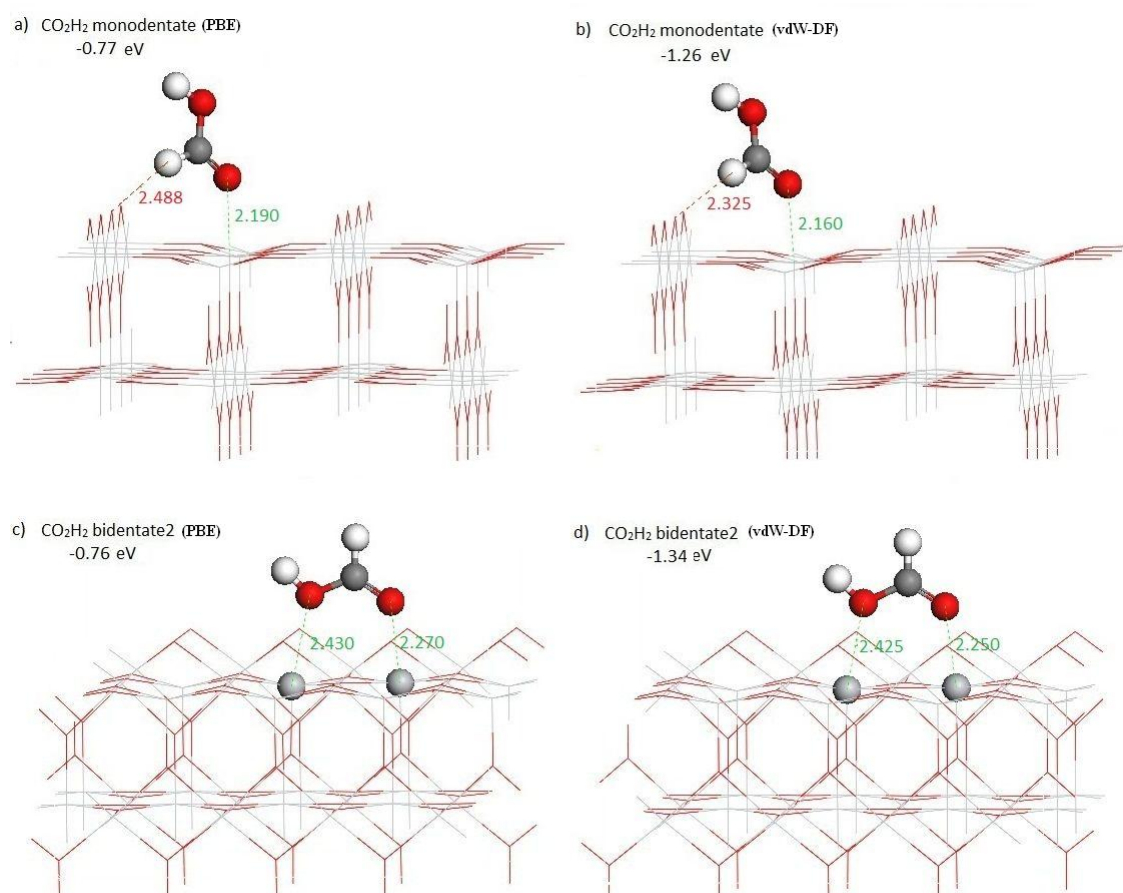 a) CO₂H₂ monodentate (PBE)
-0.77 eV
2.488
2.190
b) CO₂H₂ monodentate (vdW-DF)
-1.26 eV
2.325
2.160
c) CO₂H₂ bidentate2 (PBE)
-0.76 eV
2.430
2.270
d) CO₂H₂ bidentate2 (vdW-DF)
-1.34 eV
2.425
2.250